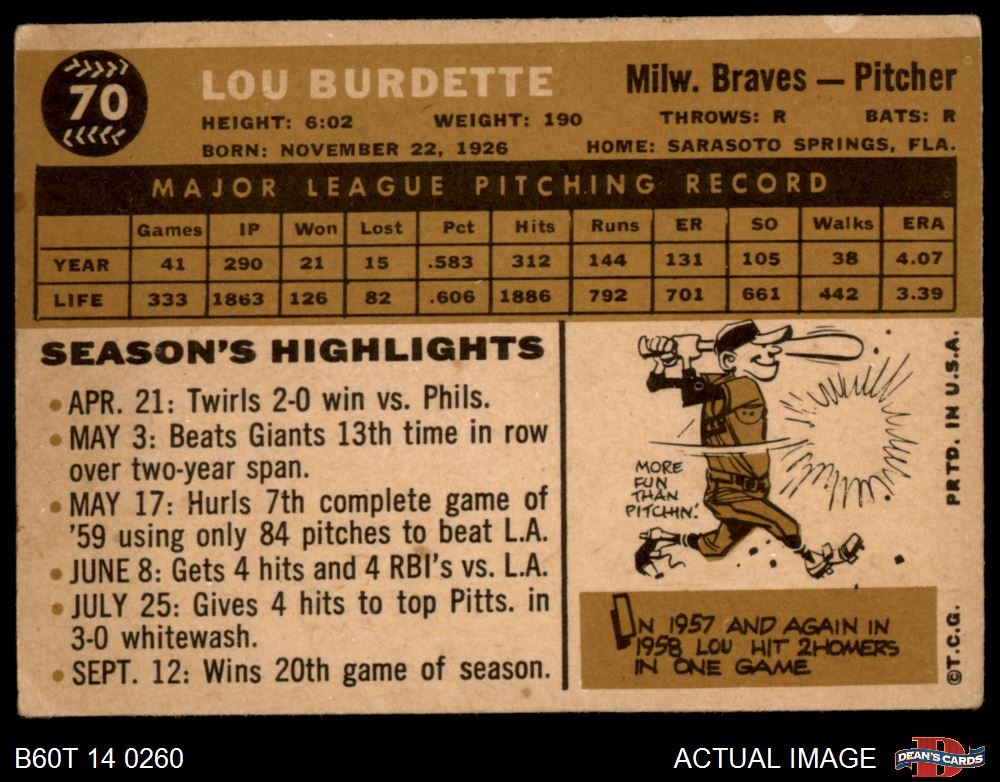 70
LOU BURDETTE
Milw. Braves — Pitcher
HEIGHT: 6:02 WEIGHT: 190 THROWS: R BATS: R
BORN: NOVEMBER 22, 1926 HOME: SARASOTO SPRINGS, FLA.
MAJOR LEAGUE PITCHING RECORD
Games IP Won Lost Pct Hits Runs ER SO Walks ERA
YEAR 41 290 21 15 .583 312 144 131 105 38 4.07
LIFE 333 1863 126 82 .606 1886 792 701 661 442 3.39
SEASON'S HIGHLIGHTS
• APR. 21: Twirls 2-0 win vs. Phils.
• MAY 3: Beats Giants 13th time in row
over two-year span.
• MAY 17: Hurls 7th complete game of
'59 using only 84 pitches to beat L.A.
• JUNE 8: Gets 4 hits and 4 RBI's vs. L.A.
• JULY 25: Gives 4 hits to top Pitts. in
3-0 whitewash.
• SEPT. 12: Wins 20th game of season.
MORE
FUN
THAN
PITCHIN'!
IN 1957 AND AGAIN IN
1958 LOU HIT 2 HOMERS
IN ONE GAME
PRTD. IN U.S.A.
©T.C.G.
B60T 14 0260
ACTUAL IMAGE
D
DEAN'S CARDS